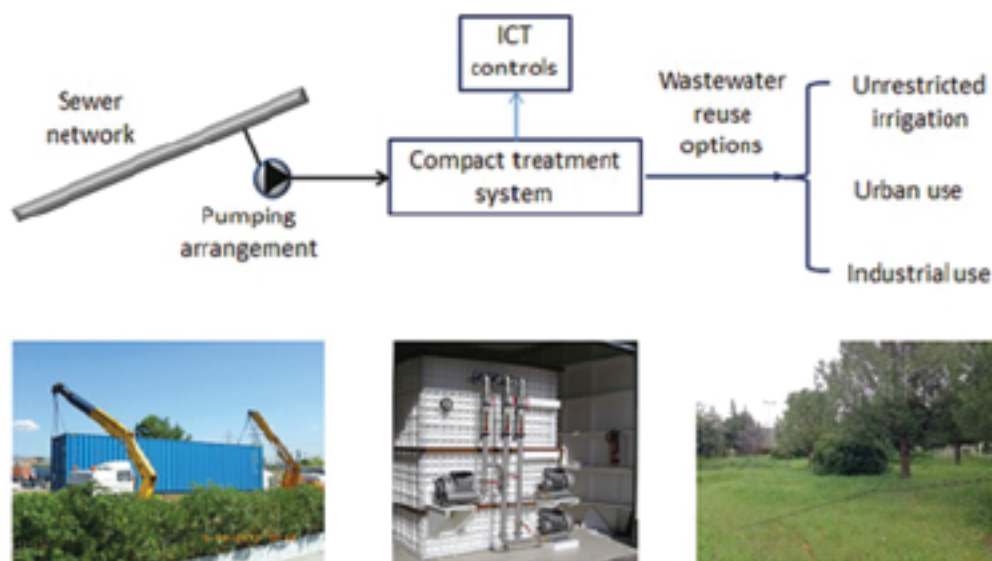 Sewer
network
Pumping
arrangement
ICT
controls
Compact treatment
system
Wastewater
reuse
options
Unrestricted
irrigation
Urban use
Industrial use